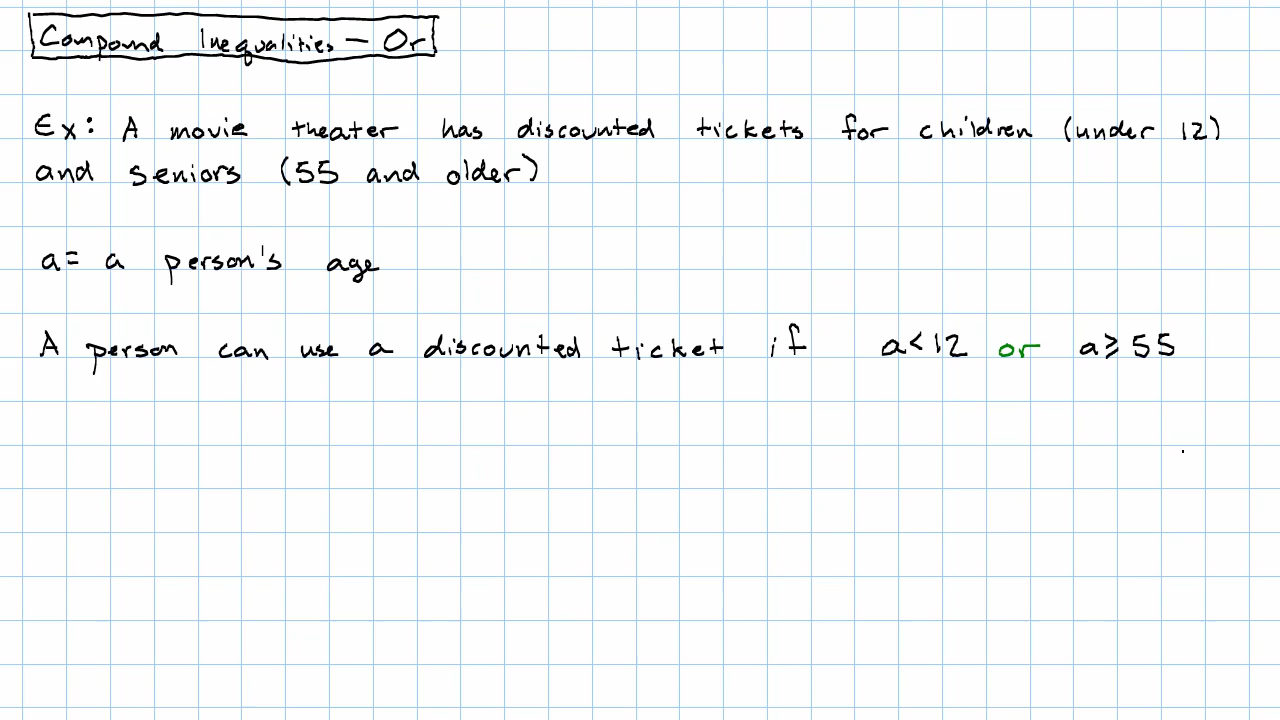 Compound Inequalities - Or
Ex: A movie theater has discounted tickets for children (under 12)
and seniors (55 and older)
a= a person's age
A person can use a discounted ticket if a<12 or a≥55